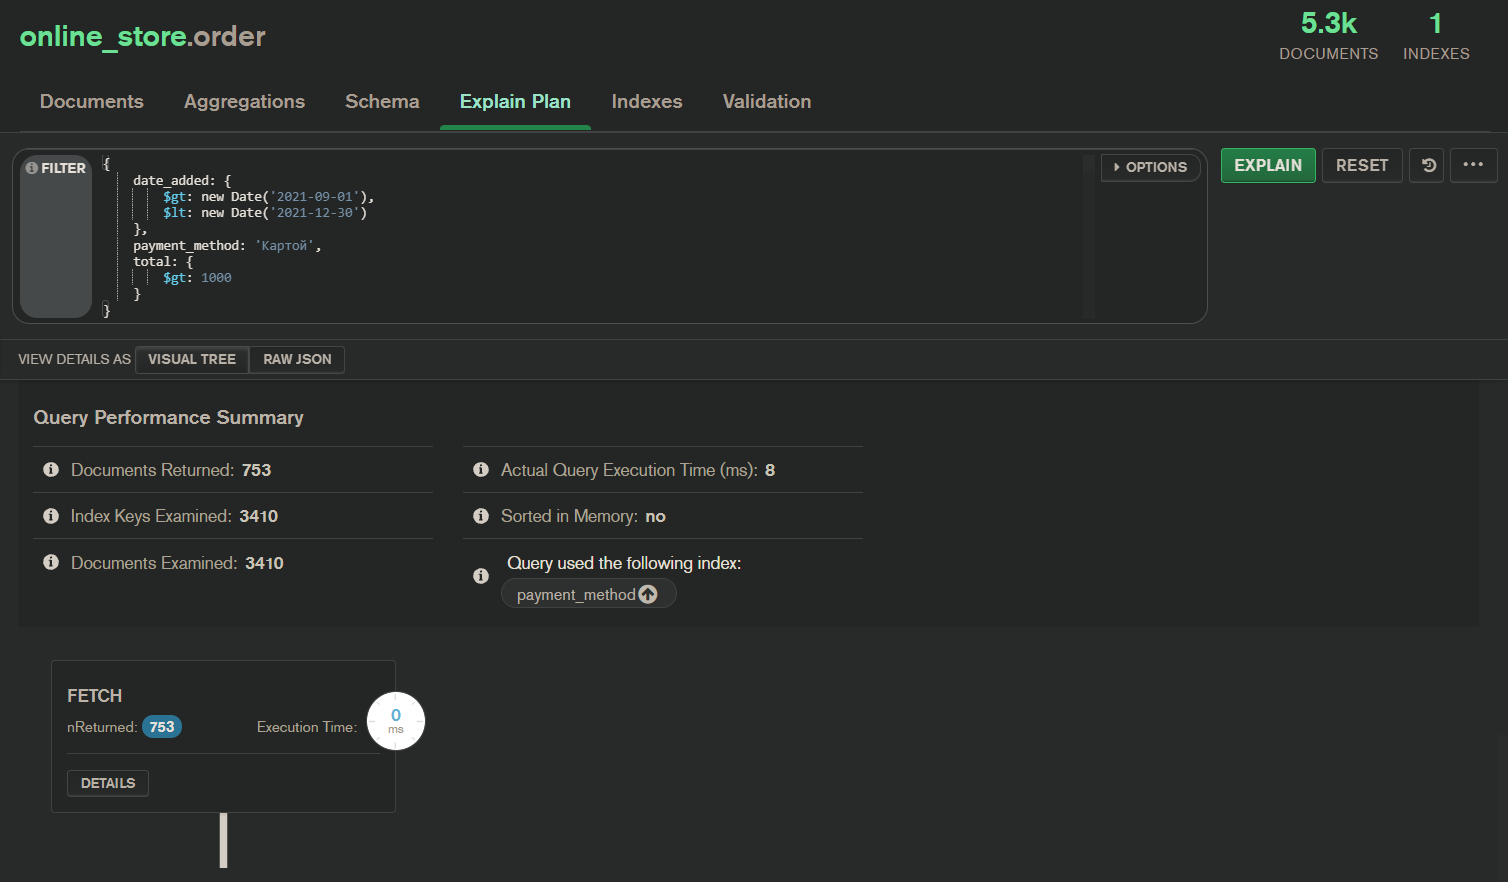 online_store.order
5.3k
DOCUMENTS
1
INDEXES
Documents Aggregations Schema Explain Plan Indexes Validation
FILTER
{
date_added: {
$gt: new Date('2021-09-01'),
$lt: new Date('2021-12-30')
},
payment_method: 'Картой',
total: {
$gt: 1000
}
}
OPTIONS
EXPLAIN
RESET
VIEW DETAILS AS VISUAL TREE RAW JSON
Query Performance Summary
Documents Returned: 753
Index Keys Examined: 3410
Documents Examined: 3410
Actual Query Execution Time (ms): 8
Sorted in Memory: no
Query used the following index:
payment_method
FETCH
nReturned: 753
Execution Time:
0
ms
DETAILS